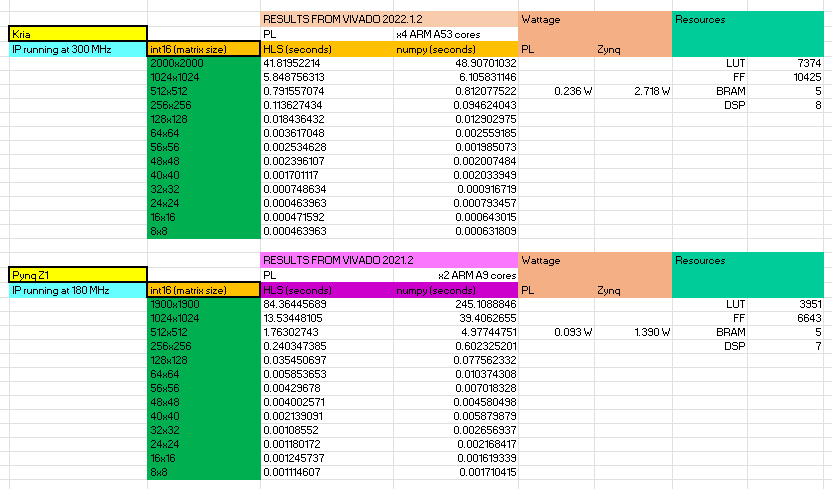 RESULTS FROM VIVADO 2022.1.2 Wattage Resources
Kria PL x4 ARM A53 cores
IP running at 300 MHz int16 (matrix size) HLS (seconds) numpy (seconds) PL Zynq
2000x2000 41.81952214 48.90701032 LUT 7374
1024x1024 5.848756313 6.105831146 FF 10425
512x512 0.791557074 0.812077522 0.236 W 2.718 W BRAM 5
256x256 0.113627434 0.094624043 DSP 8
128x128 0.018436432 0.012902975
64x64 0.003617048 0.002559185
56x56 0.002534628 0.001985073
48x48 0.002396107 0.002007484
40x40 0.001701117 0.002033949
32x32 0.000748634 0.000916719
24x24 0.000463963 0.000793457
16x16 0.000471592 0.000643015
8x8 0.000463963 0.000631809
RESULTS FROM VIVADO 2021.2 Wattage Resources
Pynq Z1 PL x2 ARM A9 cores
IP running at 180 MHz int16 (matrix size) HLS (seconds) numpy (seconds) PL Zynq
1900x1900 84.36445689 245.1088846 LUT 3951
1024x1024 13.53448105 39.4062655 FF 6643
512x512 1.76302743 4.97744751 0.093 W 1.390 W BRAM 5
256x256 0.240347385 0.602325201 DSP 7
128x128 0.035450697 0.077562332
64x64 0.005853653 0.010374308
56x56 0.00429678 0.007018328
48x48 0.004002571 0.004580498
40x40 0.002139091 0.005879879
32x32 0.00108552 0.002656937
24x24 0.001180172 0.002168417
16x16 0.001245737 0.001619339
8x8 0.001114607 0.001710415